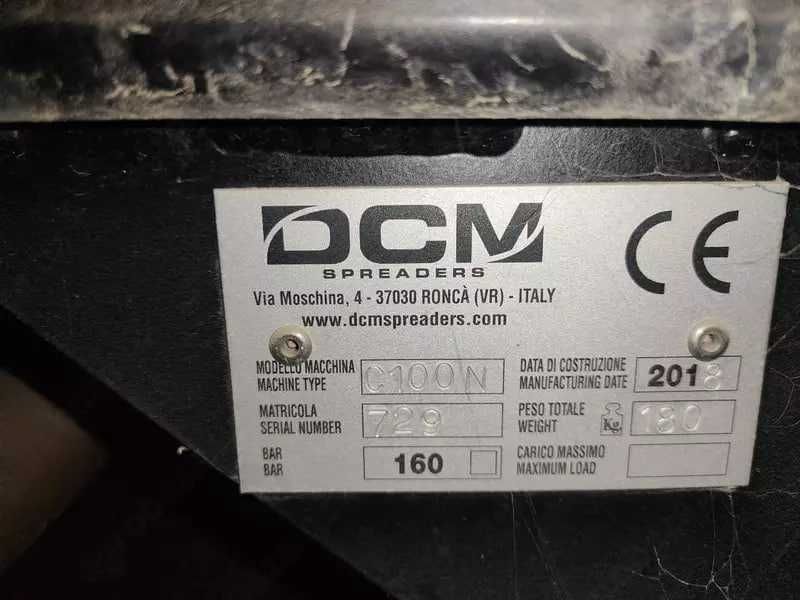 DCM
SPREADERS
CE
Via Moschina, 4 - 37030 RONCÀ (VR) - ITALY
www.dcmspreaders.com
MODELLO MACCHINA
MACHINE TYPE
C100N
DATA DI COSTRUZIONE
MANUFACTURING DATE
2018
MATRICOLA
SERIAL NUMBER
729
PESO TOTALE
WEIGHT
Kg
180
BAR
BAR
160
CARICO MASSIMO
MAXIMUM LOAD